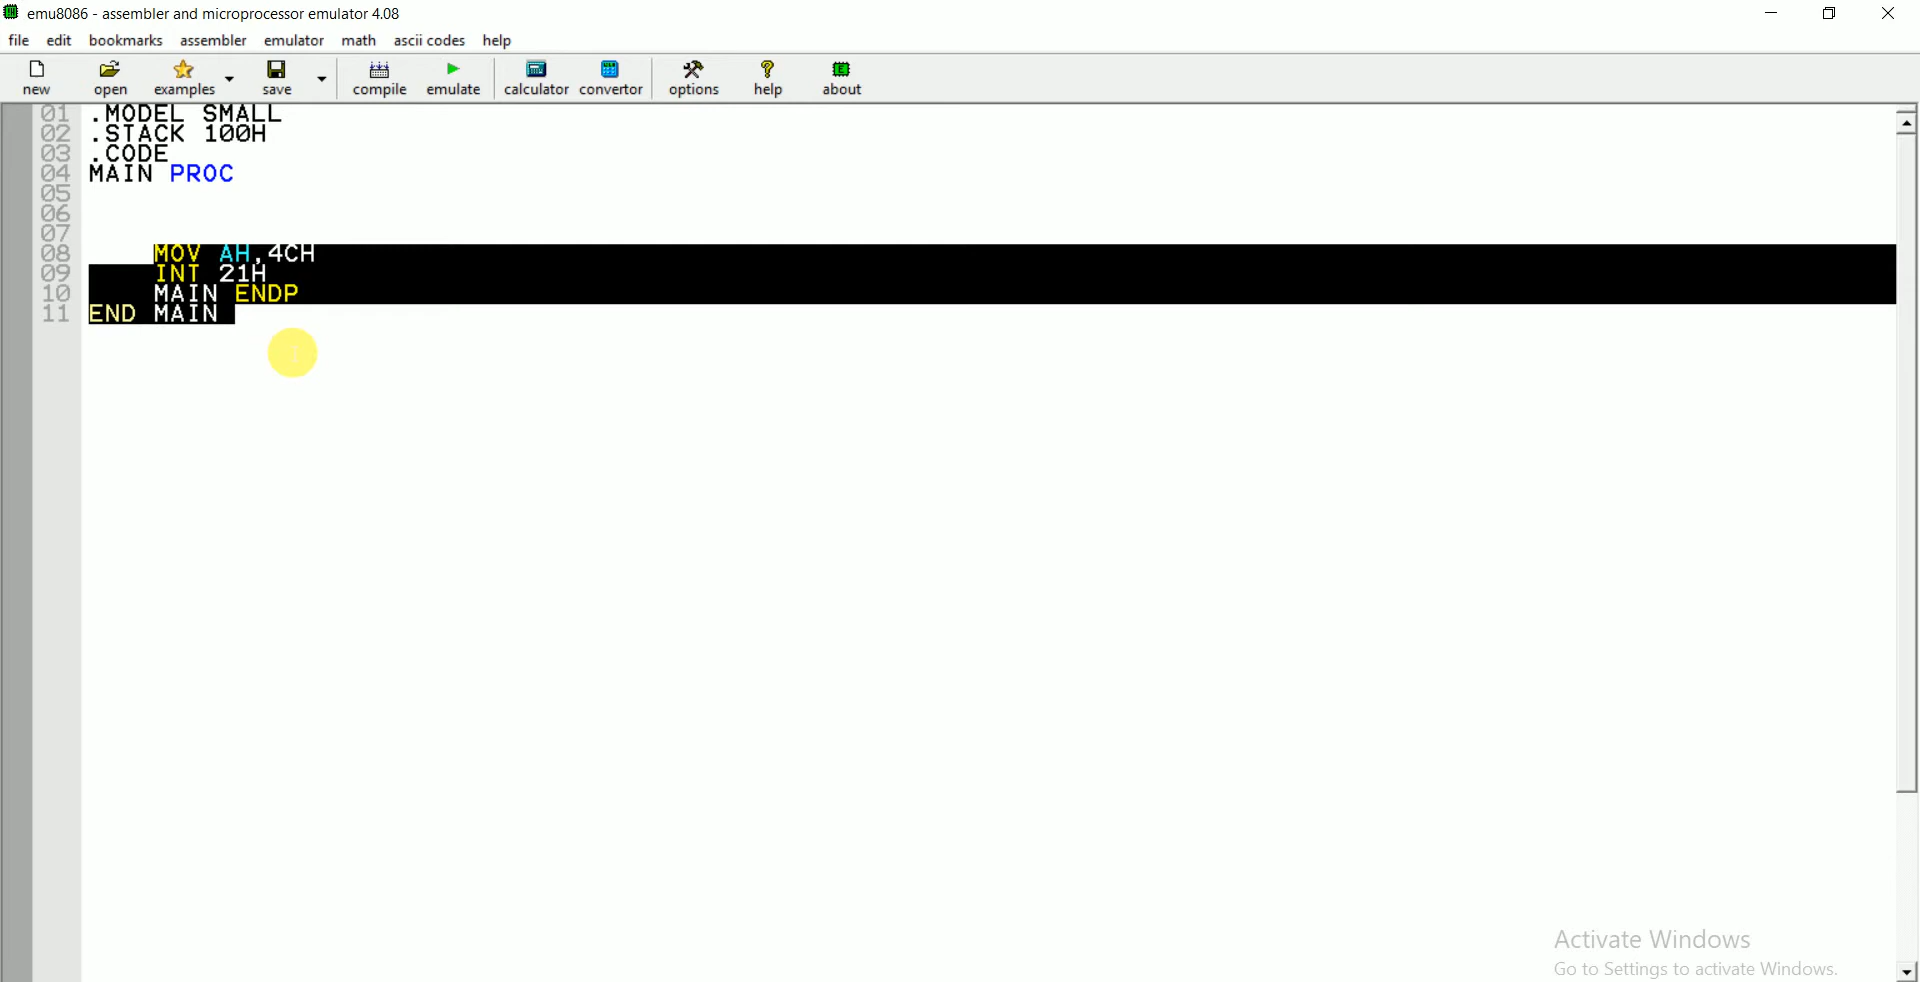 emu8086 - assembler and microprocessor emulator 4.08
file edit bookmarks assembler emulator math ascii codes help
new open examples save compile emulate calculator convertor options help about
01 .MODEL SMALL
02 .STACK 100H
03 .CODE
04 MAIN PROC
05
06
07
08 MOV AH,4CH
09 INT 21H
10 MAIN ENDP
11 END MAIN
Activate Windows
Go to Settings to activate Windows.